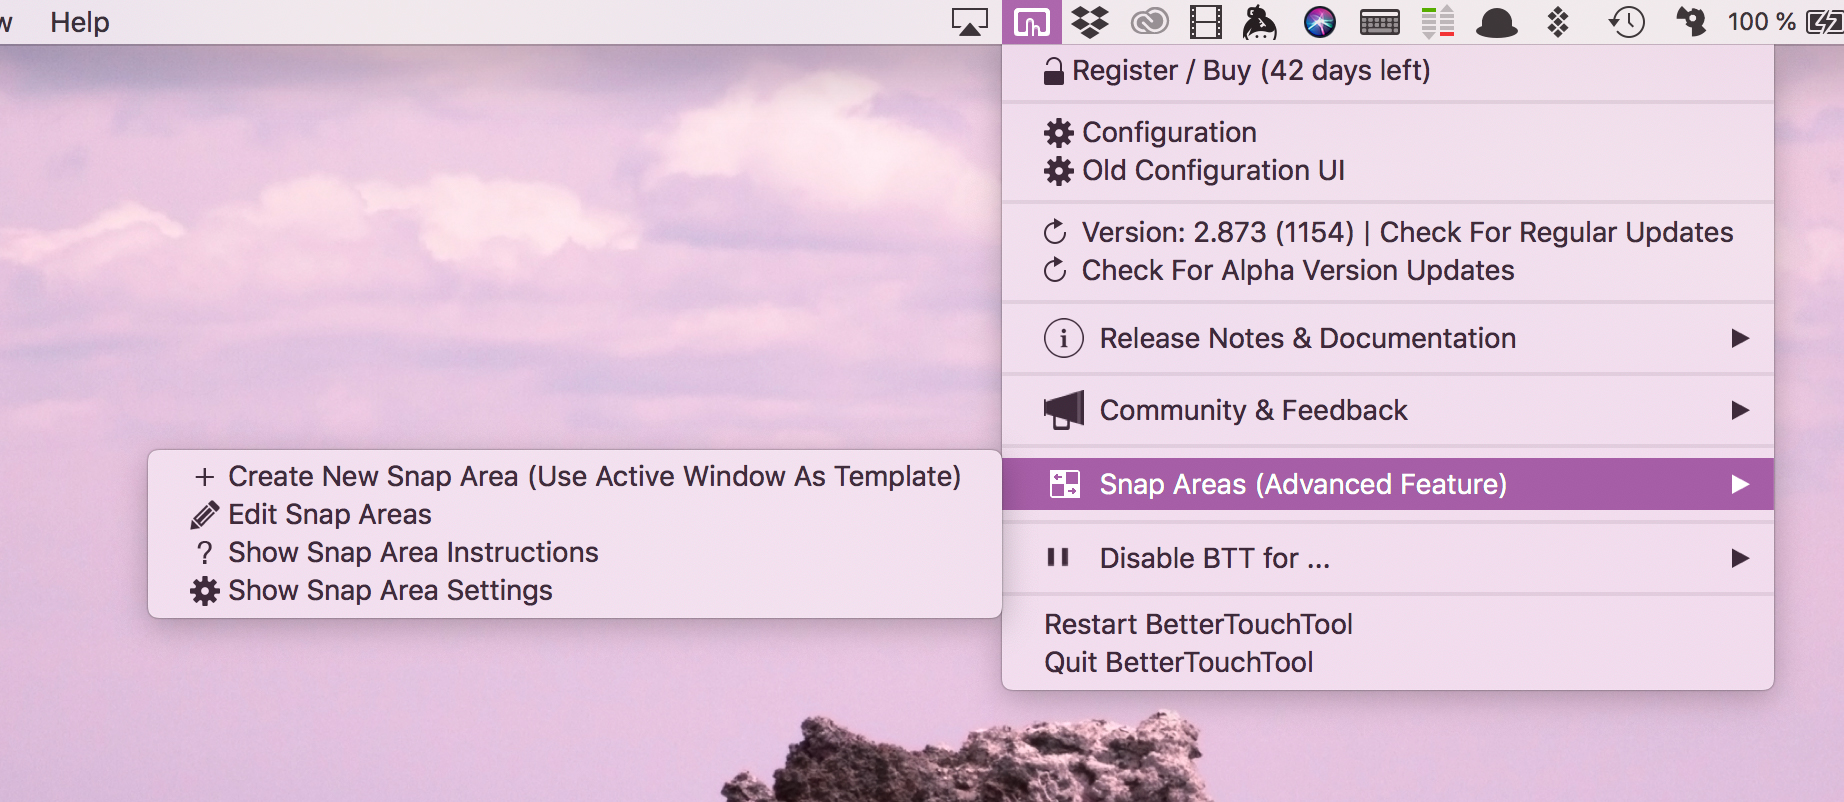 w Help 100 %
Register / Buy (42 days left)
Configuration
Old Configuration UI
Version: 2.873 (1154) | Check For Regular Updates
Check For Alpha Version Updates
Release Notes & Documentation
Community & Feedback
Snap Areas (Advanced Feature)
+ Create New Snap Area (Use Active Window As Template)
Edit Snap Areas
? Show Snap Area Instructions
Show Snap Area Settings
Disable BTT for ...
Restart BetterTouchTool
Quit BetterTouchTool